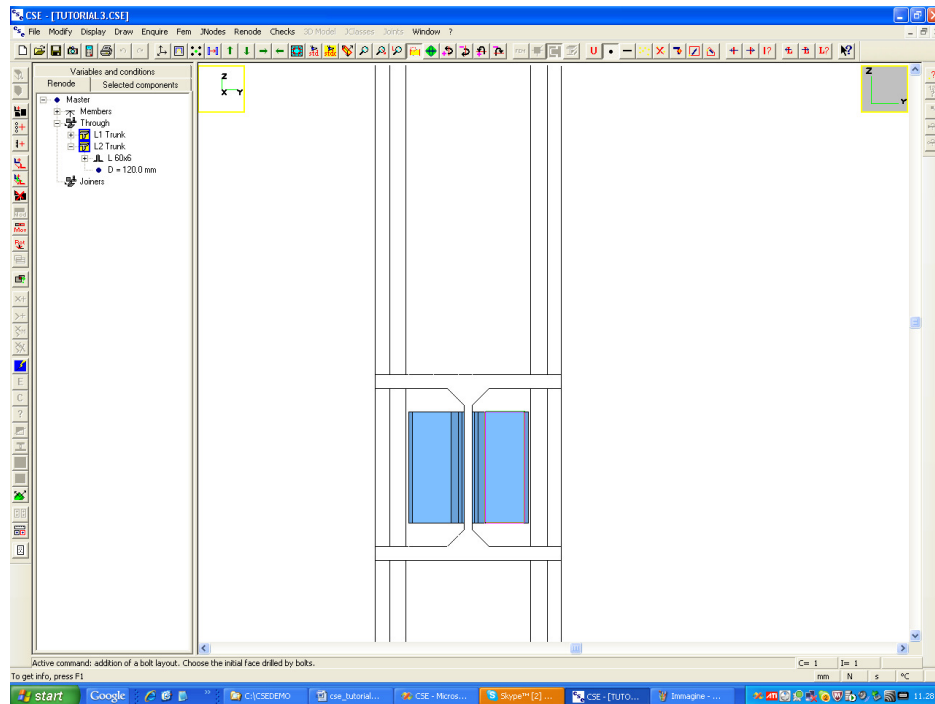 CSE - [TUTORIAL3.CSE]
File Modify Display Draw Enquire Fem JNodes Renode Checks 3D Model JClasses Joints Window ?
Variables and conditions
Renode Selected components
Master
Members
Through
L1 Trunk
L2 Trunk
L 60x6
D = 120.0 mm
Joiners
Z
X Y
Z
Y
Active command: addition of a bolt layout. Choose the initial face drilled by bolts.
C= 1 I= 1
To get info, press F1
mm N s °C
start Google C:\CSEDEMO cse_tutorial... CSE - Micros... Skype™ [2] ... CSE - [TUTO... Immagine - ... 11.28